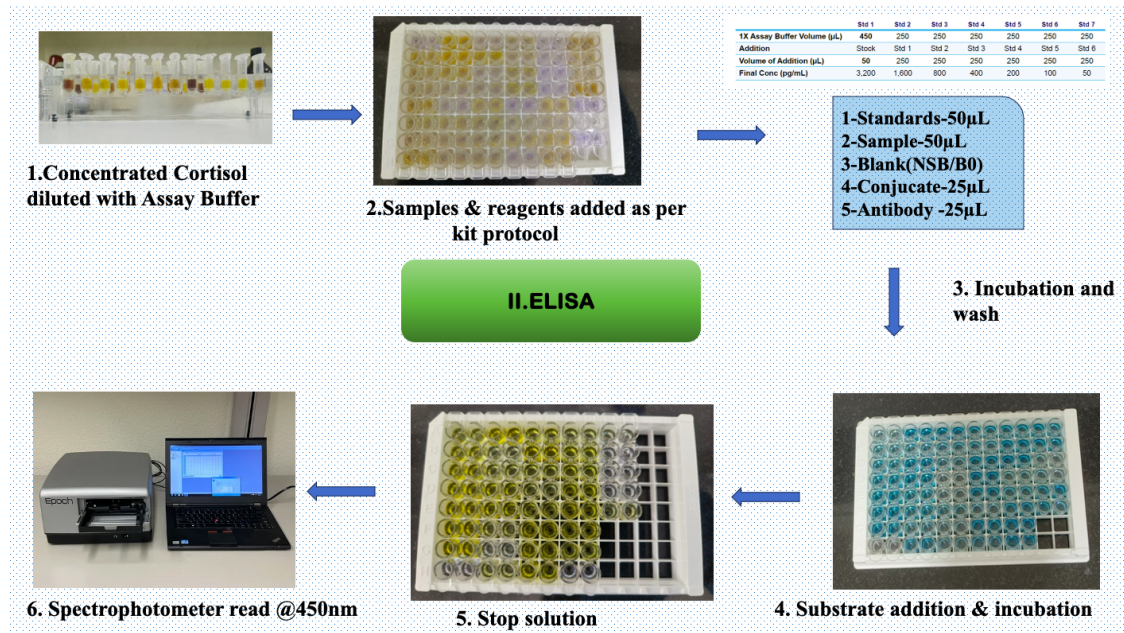 Std 1 Std 2 Std 3 Std 4 Std 5 Std 6 Std 7
1X Assay Buffer Volume (µL) 450 250 250 250 250 250 250
Addition Stock Std 1 Std 2 Std 3 Std 4 Std 5 Std 6
Volume of Addition (µL) 50 250 250 250 250 250 250
Final Conc (pg/mL) 3,200 1,600 800 400 200 100 50
1.Concentrated Cortisol
diluted with Assay Buffer
2.Samples & reagents added as per
kit protocol
1-Standards-50µL
2-Sample-50µL
3-Blank(NSB/B0)
4-Conjucate-25µL
5-Antibody -25µL
II.ELISA
3. Incubation and
wash
Epoch
6. Spectrophotometer read @450nm
5. Stop solution
4. Substrate addition & incubation